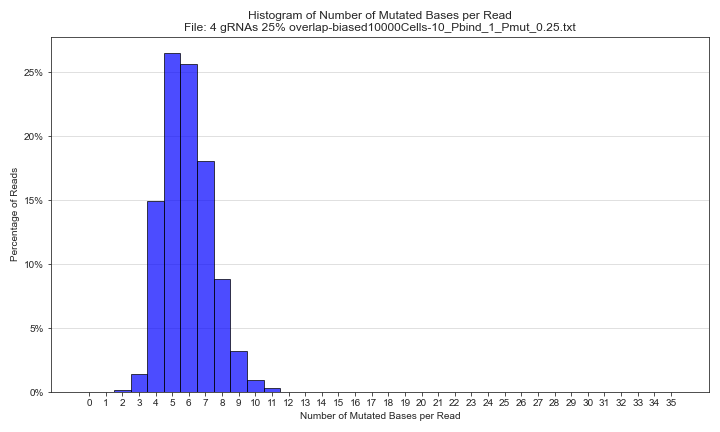 Histogram of Number of Mutated Bases per Read
File: 4 gRNAs 25% overlap-biased10000Cells-10_Pbind_1_Pmut_0.25.txt
25%
20%
15%
10%
5%
0%
Percentage of Reads
0 1 2 3 4 5 6 7 8 9 10 11 12 13 14 15 16 17 18 19 20 21 22 23 24 25 26 27 28 29 30 31 32 33 34 35
Number of Mutated Bases per Read